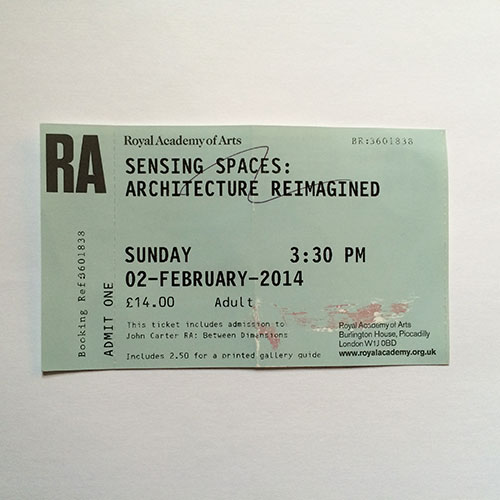 RA
Royal Academy of Arts
BR:3601838
SENSING SPACES:
ARCHITECTURE REIMAGINED
SUNDAY 3:30 PM
02-FEBRUARY-2014
£14.00 Adult
This ticket includes admission to
John Carter RA: Between Dimensions
Includes 2.50 for a printed gallery guide
Royal Academy of Arts
Burlington House, Piccadilly
London W1J 0BD
www.royalacademy.org.uk
Booking Ref:3601838
ADMIT ONE